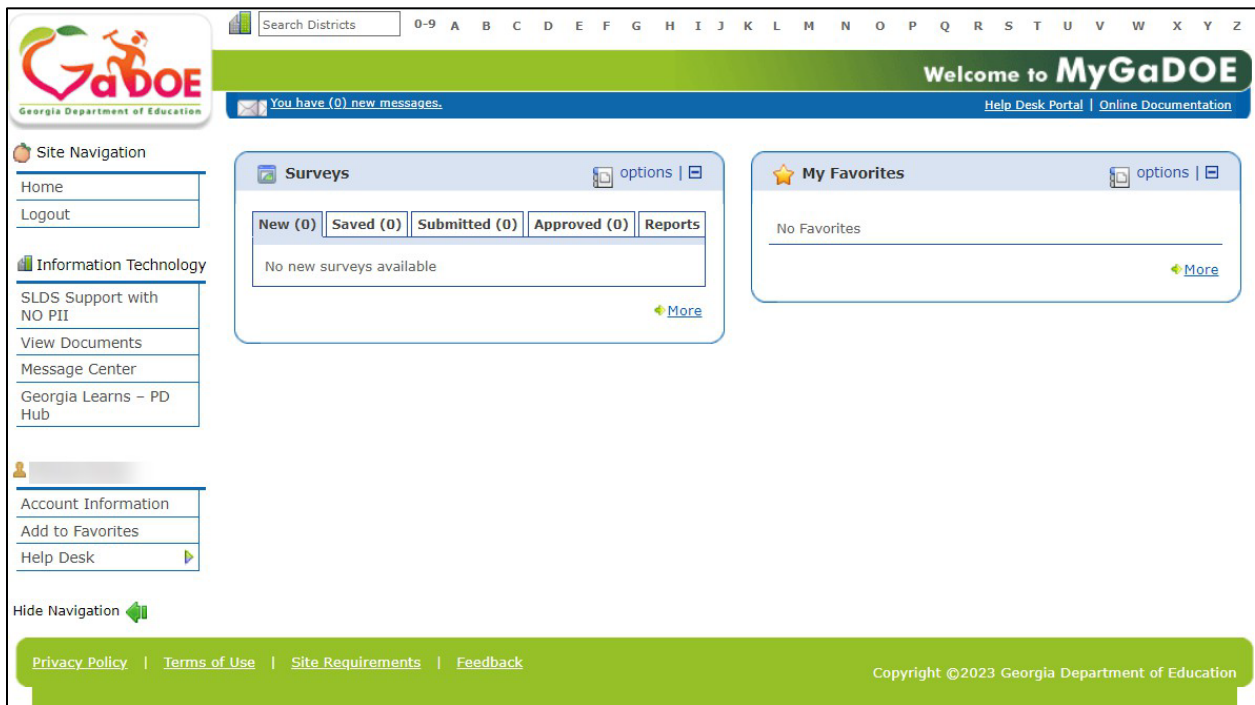 GaDOE
Georgia Department of Education
Search Districts 0-9 A B C D E F G H I J K L M N O P Q R S T U V W X Y Z
Welcome to MyGaDOE
You have (0) new messages. Help Desk Portal | Online Documentation
Site Navigation
Home
Logout
Information Technology
SLDS Support with
NO PII
View Documents
Message Center
Georgia Learns – PD
Hub
Account Information
Add to Favorites
Help Desk
Hide Navigation
Surveys options |
New (0) Saved (0) Submitted (0) Approved (0) Reports
No new surveys available
More
My Favorites options |
No Favorites
More
Privacy Policy | Terms of Use | Site Requirements | Feedback
Copyright ©2023 Georgia Department of Education